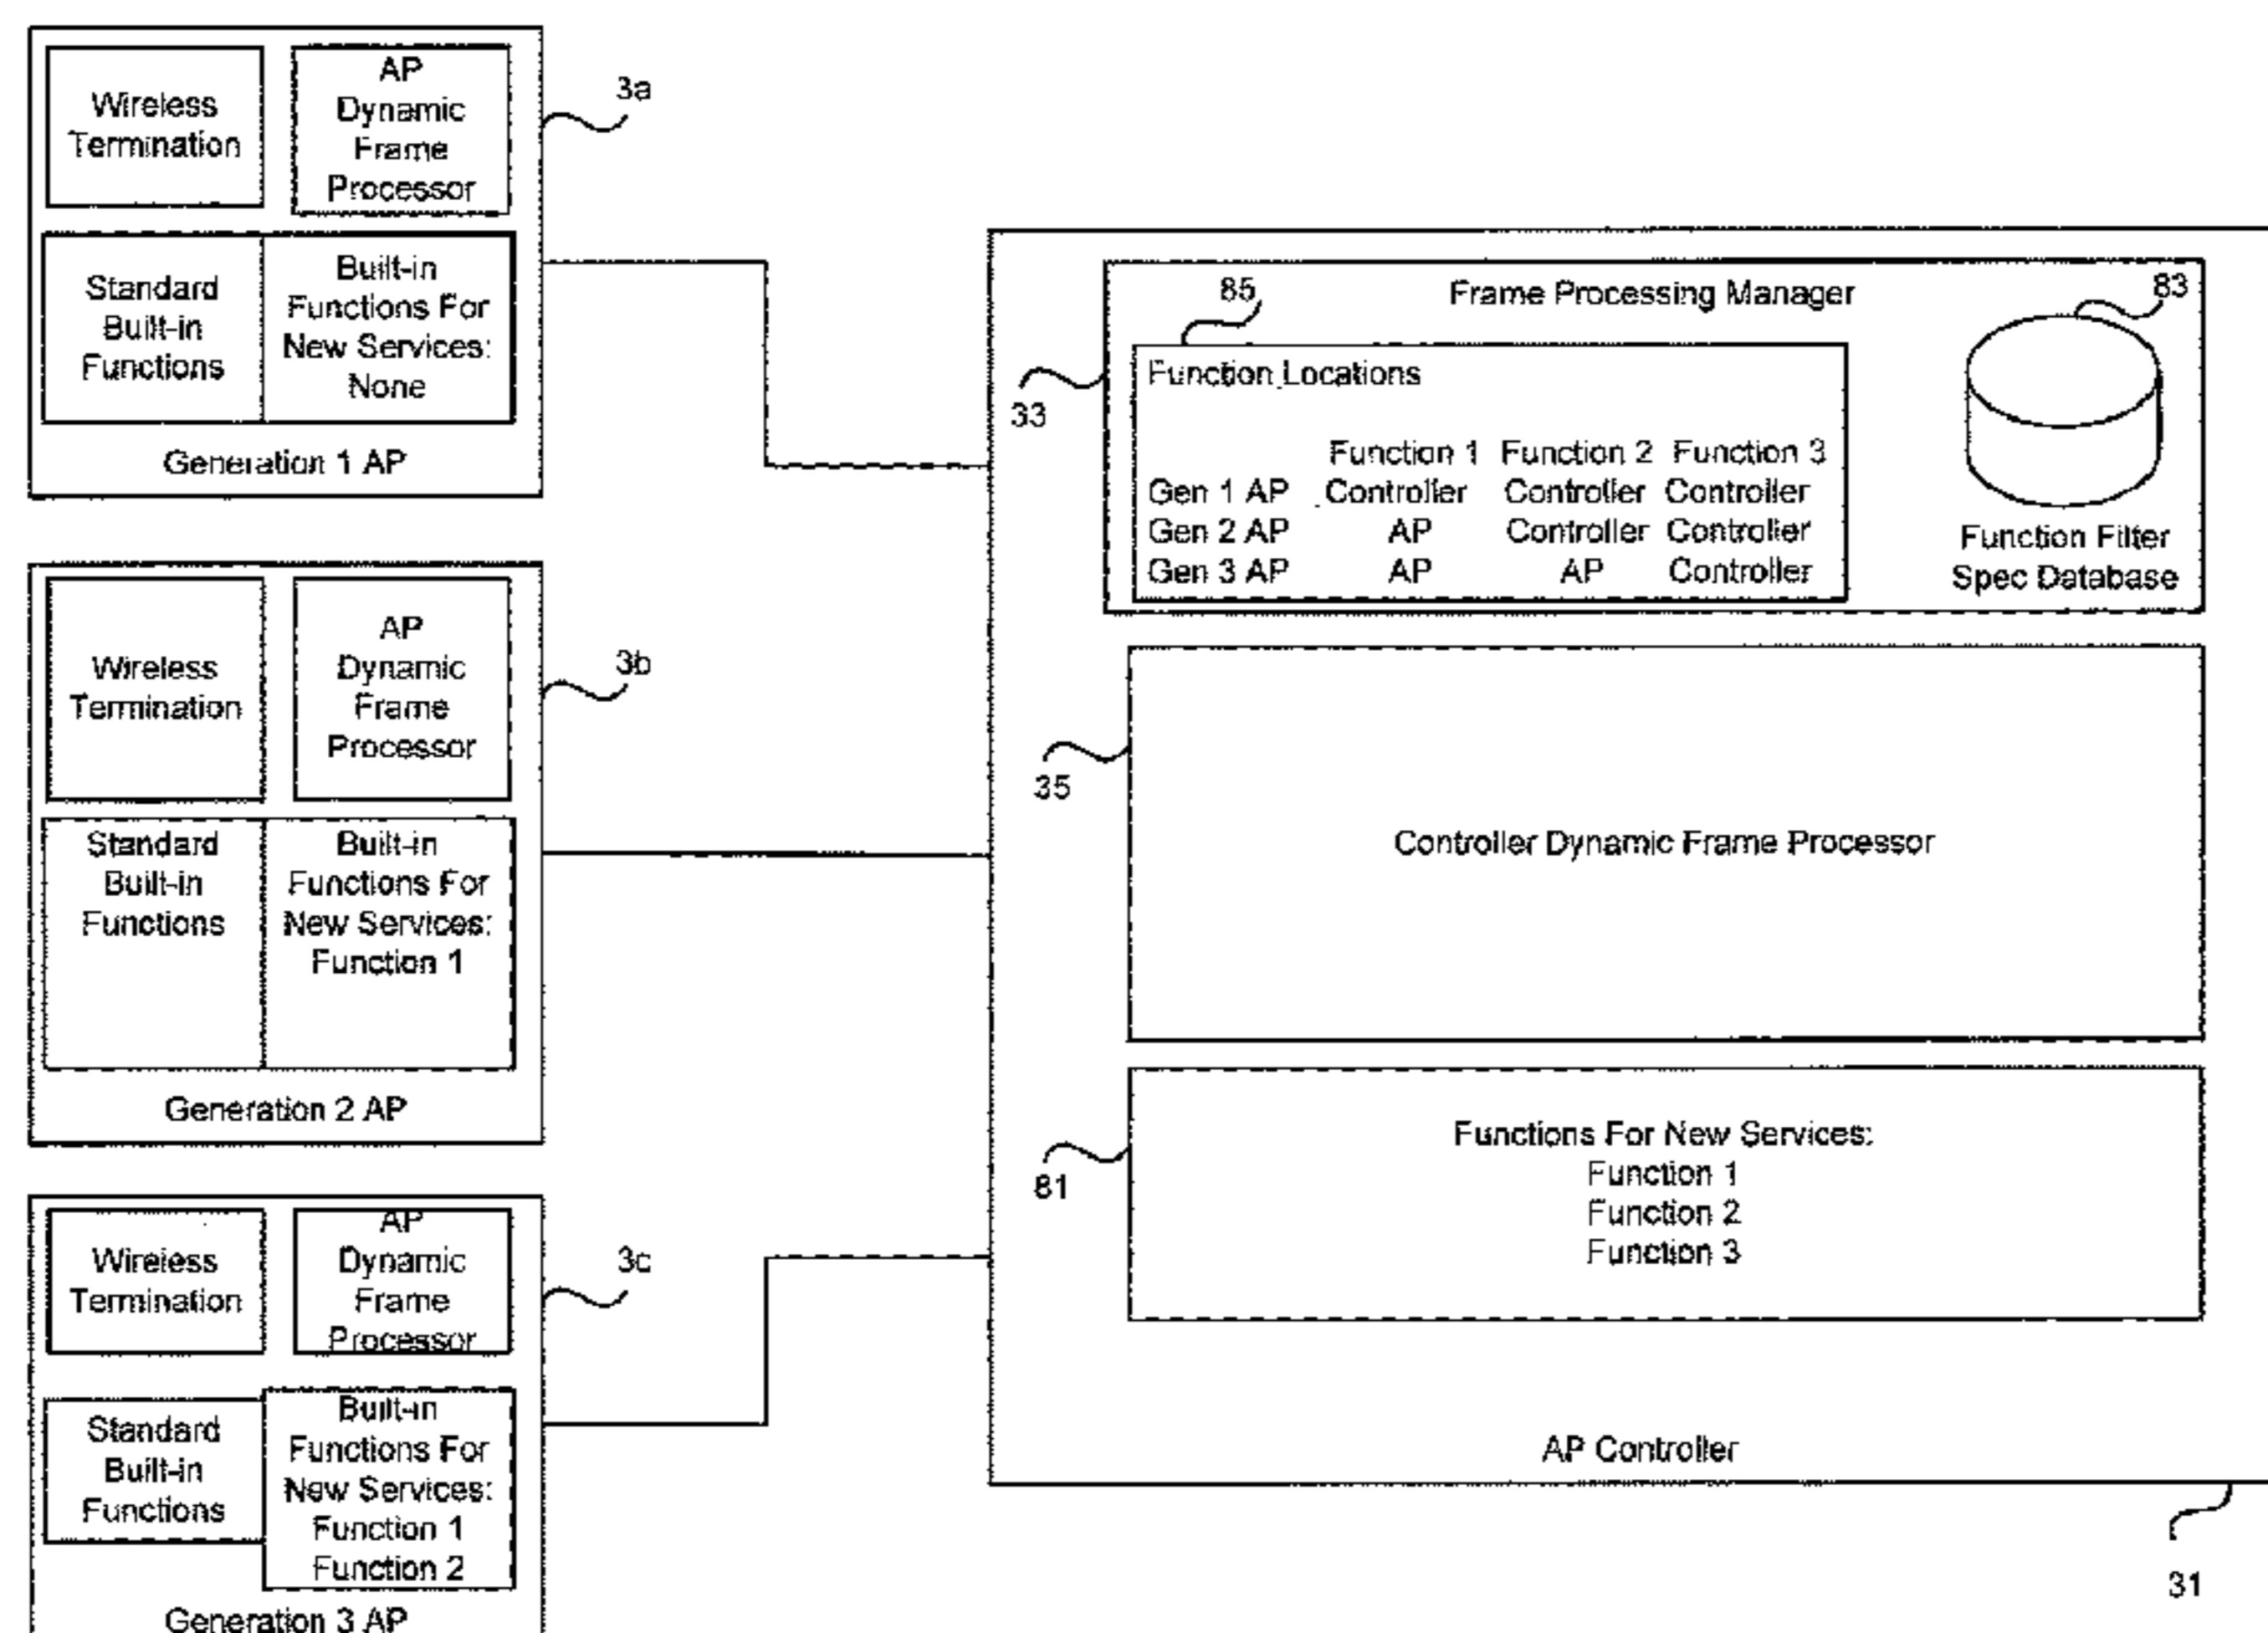 Wireless
Termination
AP
Dynamic
Frame
Processor
3a
Standard
Built-in
Functions
Built-in
Functions For
New Services:
None
Generation 1 AP
Wireless
Termination
AP
Dynamic
Frame
Processor
3b
Standard
Built-in
Functions
Built-in
Functions For
New Services:
Function 1
Generation 2 AP
Wireless
Termination
AP
Dynamic
Frame
Processor
3c
Standard
Built-in
Functions
Built-in
Functions For
New Services:
Function 1
Function 2
Generation 3 AP
Frame Processing Manager
85
83
33
Function Locations
Function 1 Function 2 Function 3
Gen 1 AP Controller Controller Controller
Gen 2 AP AP Controller Controller
Gen 3 AP AP AP Controller
Function Filter
Spec Database
35
Controller Dynamic Frame Processor
81
Functions For New Services:
Function 1
Function 2
Function 3
AP Controller
31